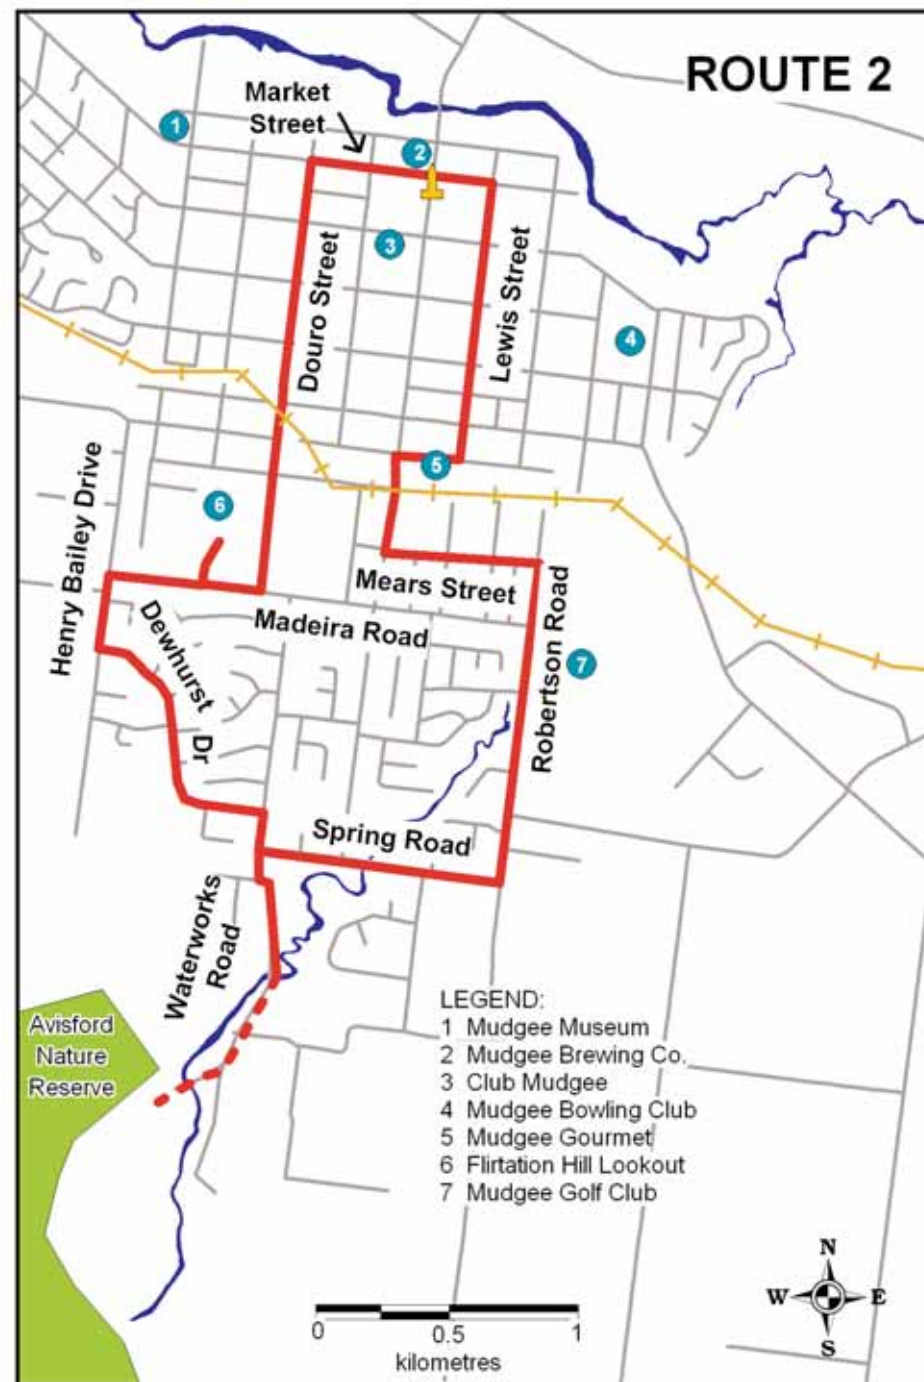 ROUTE 2
Market
Street
1
2
3
Douro Street
Lewis Street
4
5
6
Henry Bailey Drive
Mears Street
Madeira Road
Dewhurst
Dr
Robertson Road
7
Spring Road
Waterworks
Road
Avisford
Nature
Reserve
LEGEND:
1 Mudgee Museum
2 Mudgee Brewing Co.
3 Club Mudgee
4 Mudgee Bowling Club
5 Mudgee Gourmet
6 Flirtation Hill Lookout
7 Mudgee Golf Club
N
W E
S
0 0.5 1
kilometres